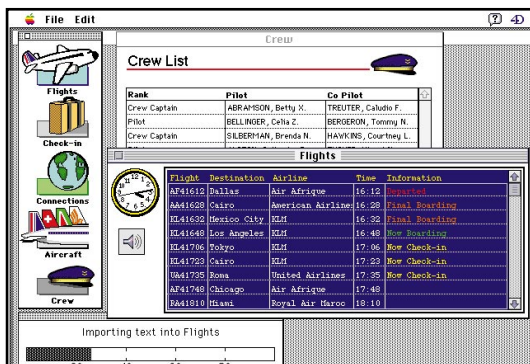 File Edit
4D
Flights
Check-in
Connections
Aircraft
Crew
Crew
Crew List
Rank Pilot Co Pilot
Crew Captain ABRAMSON, Betty X. TREUTER, Caludio F.
Pilot BELLINGER, Celia Z. BERGERON, Tommy N.
Crew Captain SILBERMAN, Brenda N. HAWKINS, Courtney L.
Flights
Flight Destination Airline Time Information
AF41612 Dallas Air Afrique 16:12 Departed
AA41628 Cairo American Airlines 16:28 Final Boarding
KL41632 Mexico City KLM 16:32 Final Boarding
KL41648 Los Angeles KLM 16:48 Now Boarding
KL41706 Tokyo KLM 17:06 Now Check-in
KL41723 Cairo KLM 17:23 Now Check-in
UA41735 Roma United Airlines 17:35 Now Check-in
AF41748 Chicago Air Afrique 17:48
RA41810 Miami Royal Air Maroc 18:10
Importing text into Flights